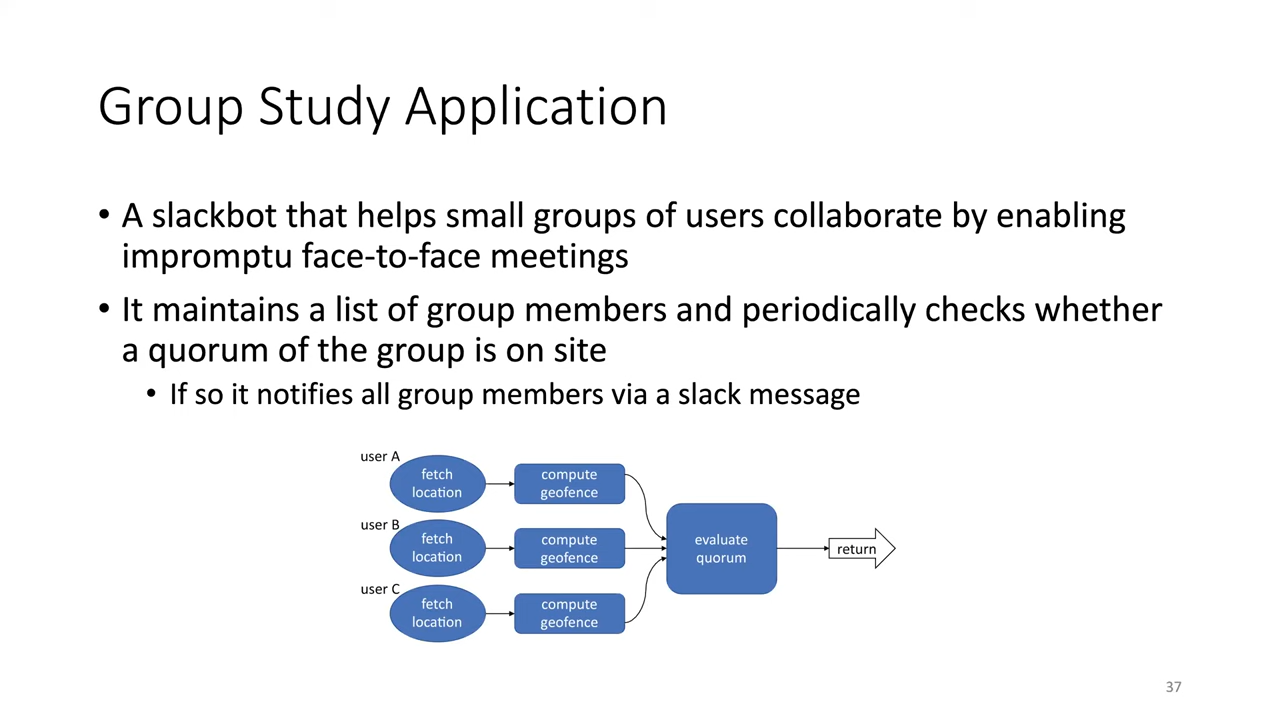 Group Study Application
• A slackbot that helps small groups of users collaborate by enabling
impromptu face-to-face meetings
• It maintains a list of group members and periodically checks whether
a quorum of the group is on site
• If so it notifies all group members via a slack message
user A
fetch
location
compute
geofence
user B
fetch
location
compute
geofence
user C
fetch
location
compute
geofence
evaluate
quorum
return
37